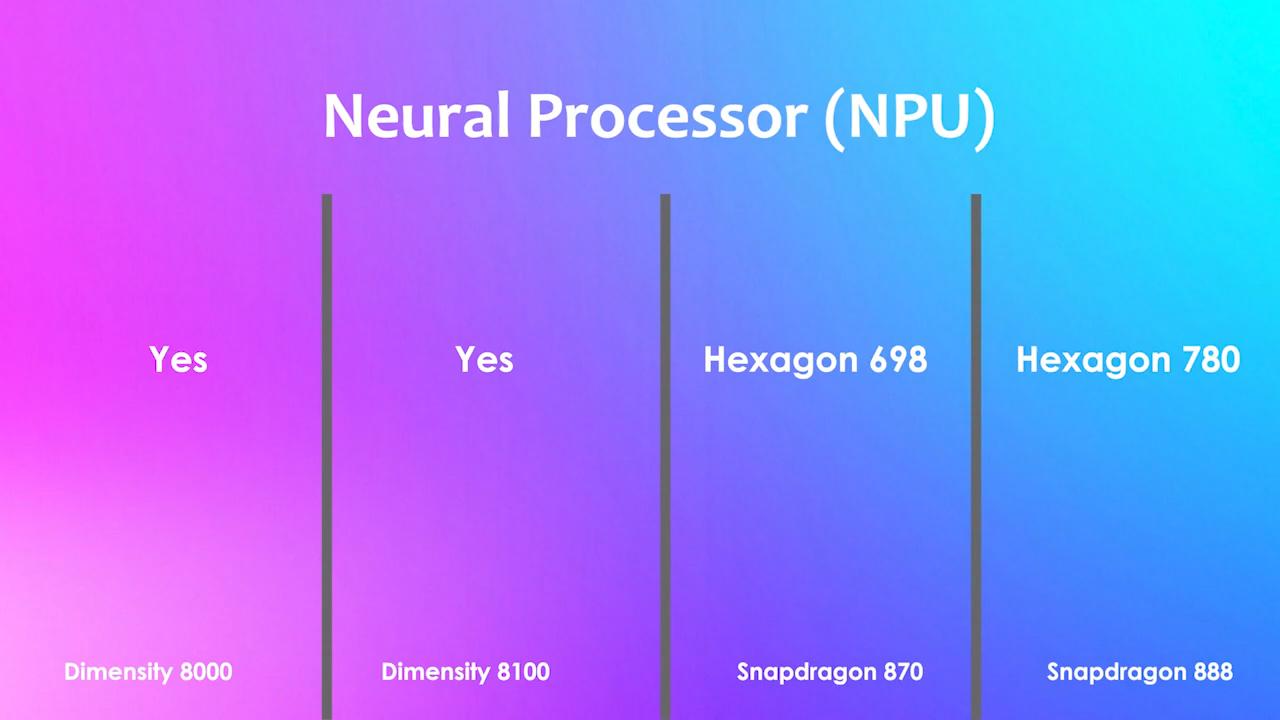 Neural Processor (NPU)
Yes
Yes
Hexagon 698
Hexagon 780
Dimensity 8000
Dimensity 8100
Snapdragon 870
Snapdragon 888